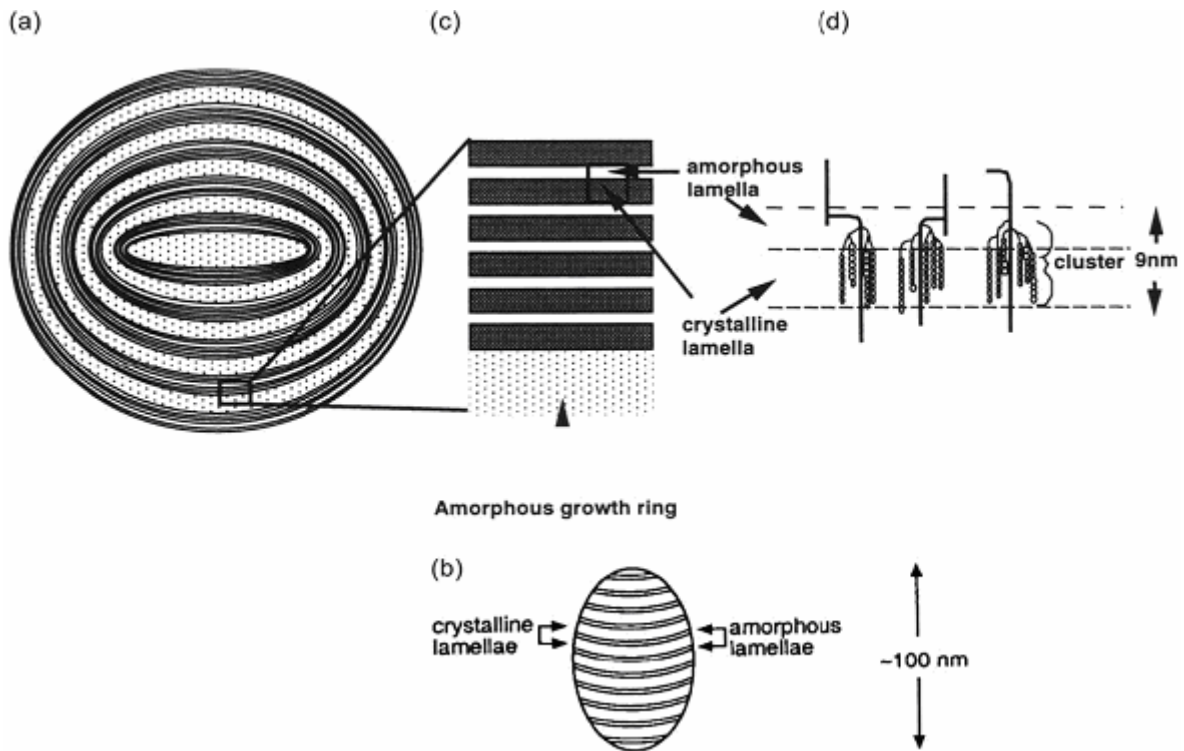 (a)
(c)
(d)
amorphous
lamella
cluster
9nm
crystalline
lamella
Amorphous growth ring
(b)
crystalline
lamellae
amorphous
lamellae
~100 nm